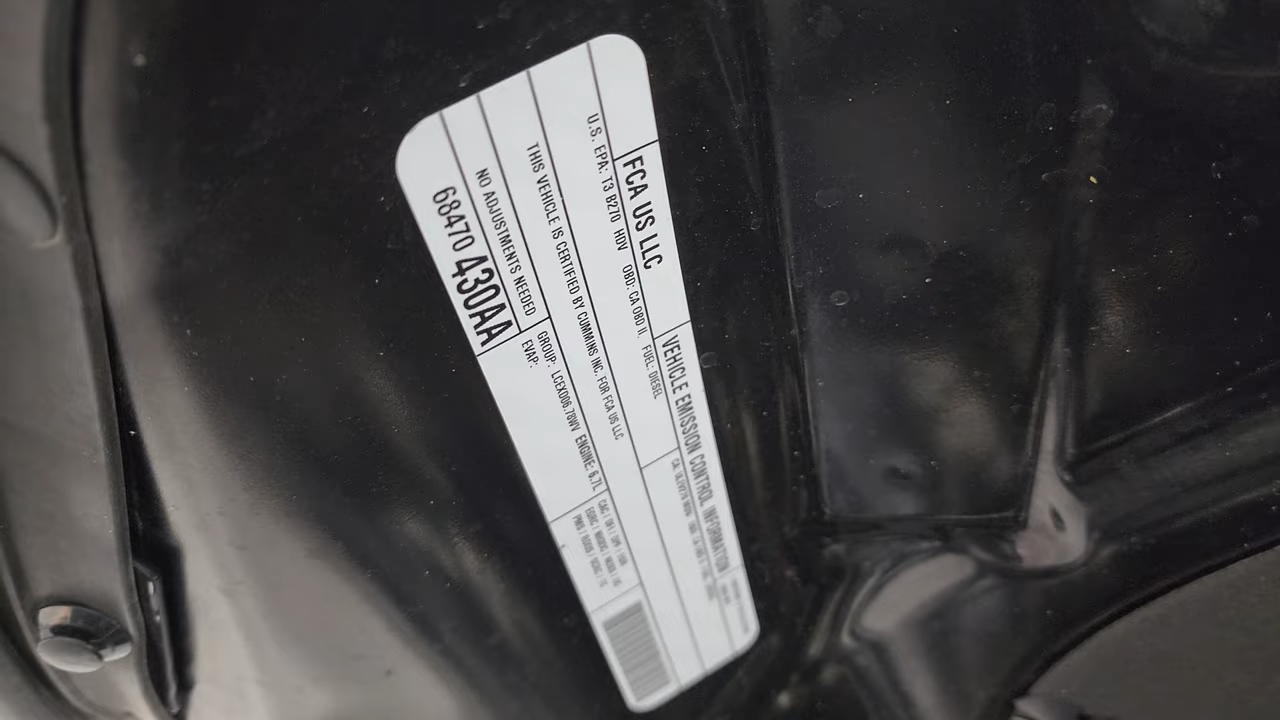 FCA US LLC
VEHICLE EMISSION CONTROL INFORMATION
U.S. EPA: T3 B270 HDV OBD: CA OBD II. FUEL: DIESEL
THIS VEHICLE IS CERTIFIED BY CUMMINS INC. FOR FCA US LLC
NO ADJUSTMENTS NEEDED
GROUP: LCEXD06.78WV ENGINE: 6.7L
EVAP:
68470 430AA